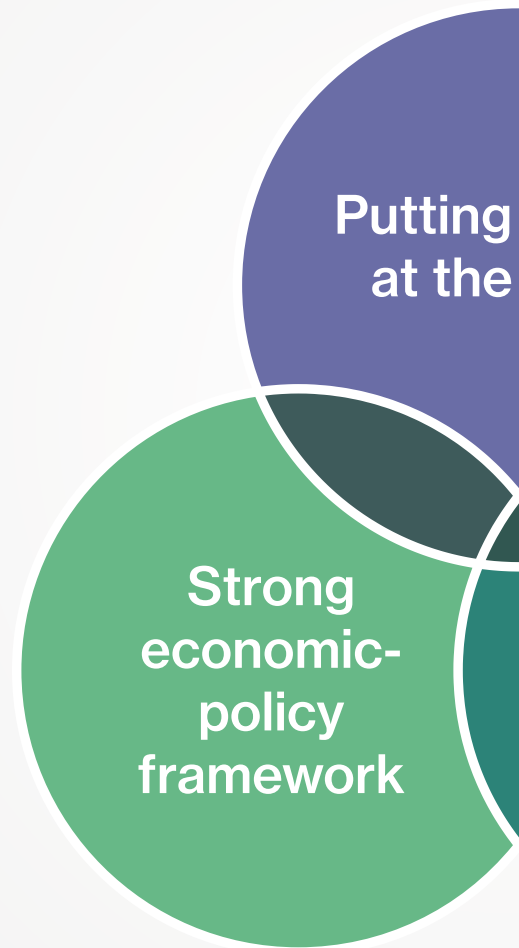 Putting
at the
Strong
economic-
policy
framework